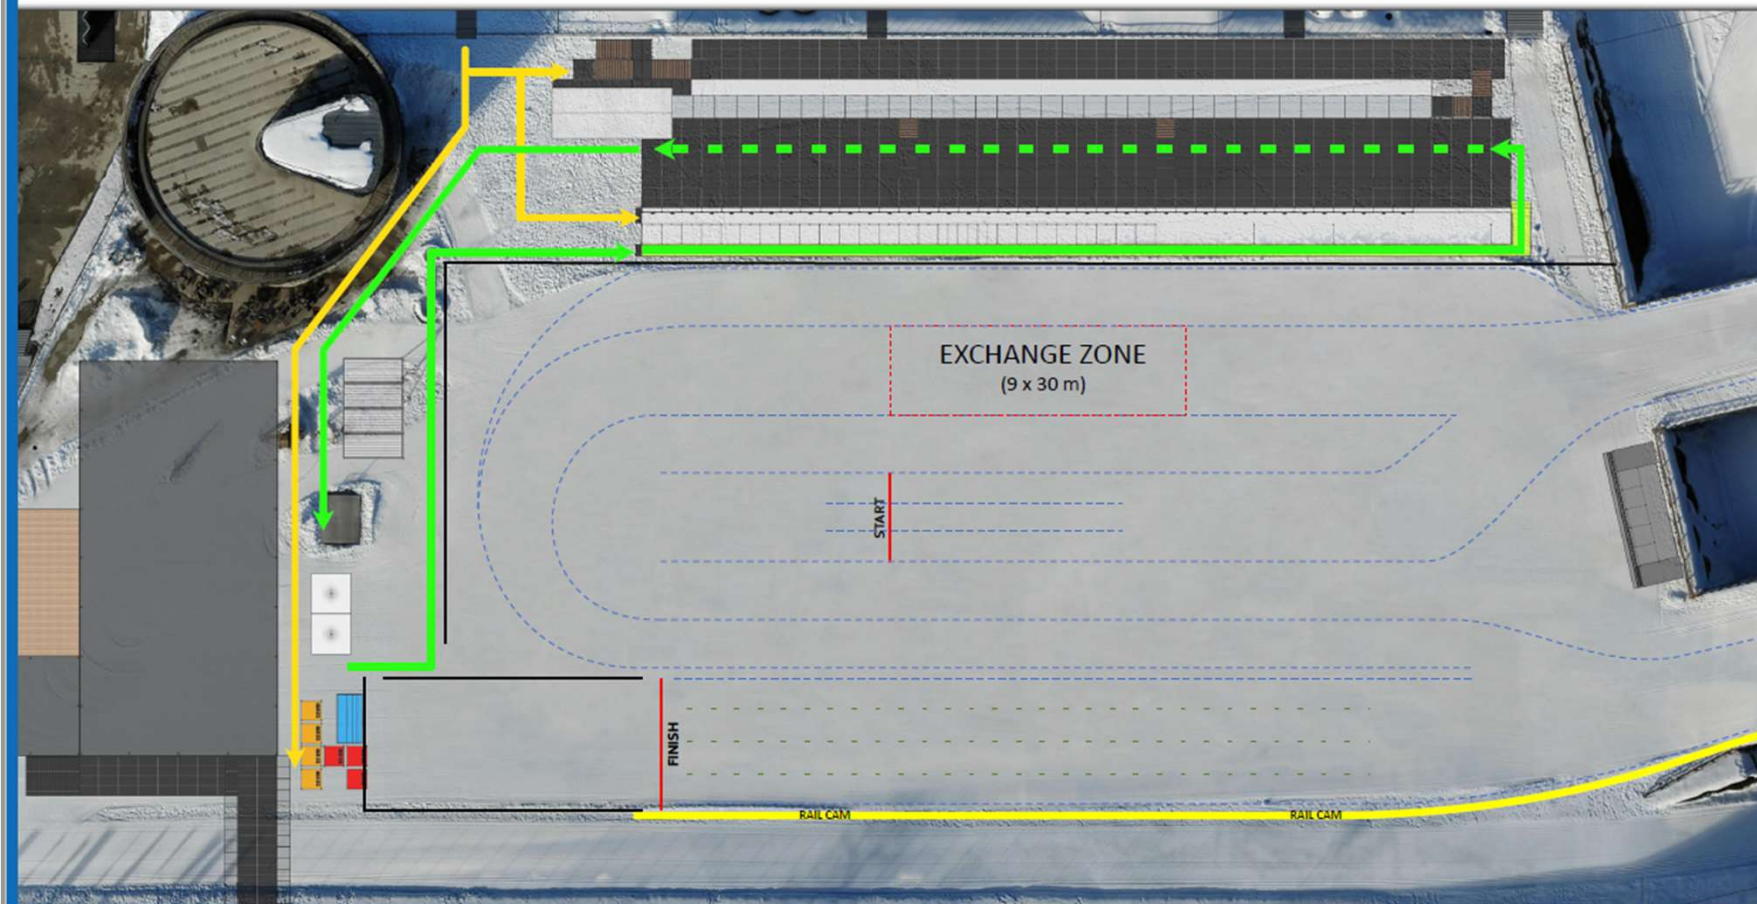 EXCHANGE ZONE
(9 x 30 m)
START
FINISH
RAIL CAM
RAIL CAM